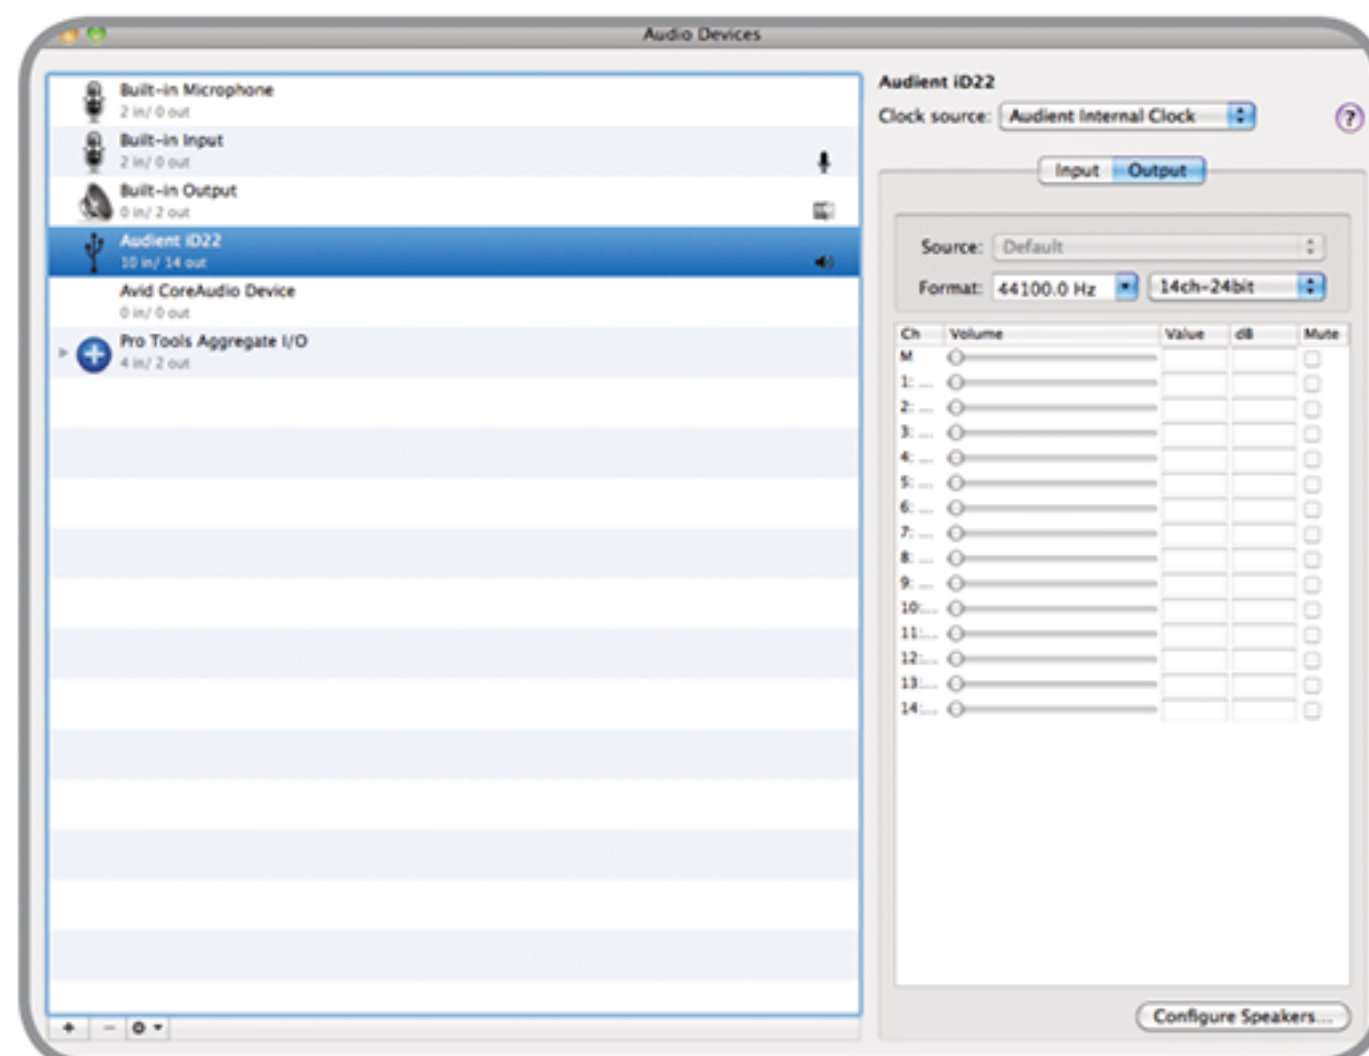 Audio Devices
Built-in Microphone
2 in/ 0 out
Built-in Input
2 in/ 0 out
Built-in Output
0 in/ 2 out
Audient iD22
10 in/ 14 out
Avid CoreAudio Device
0 in/ 0 out
Pro Tools Aggregate I/O
4 in/ 2 out
Audient iD22
Clock source: Audient Internal Clock ?
Input Output
Source: Default
Format: 44100.0 Hz 14ch-24bit
Ch Volume Value dB Mute
M
1: ...
2: ...
3: ...
4: ...
5: ...
6: ...
7: ...
8: ...
9: ...
10:...
11:...
12:...
13:...
14:...
Configure Speakers...